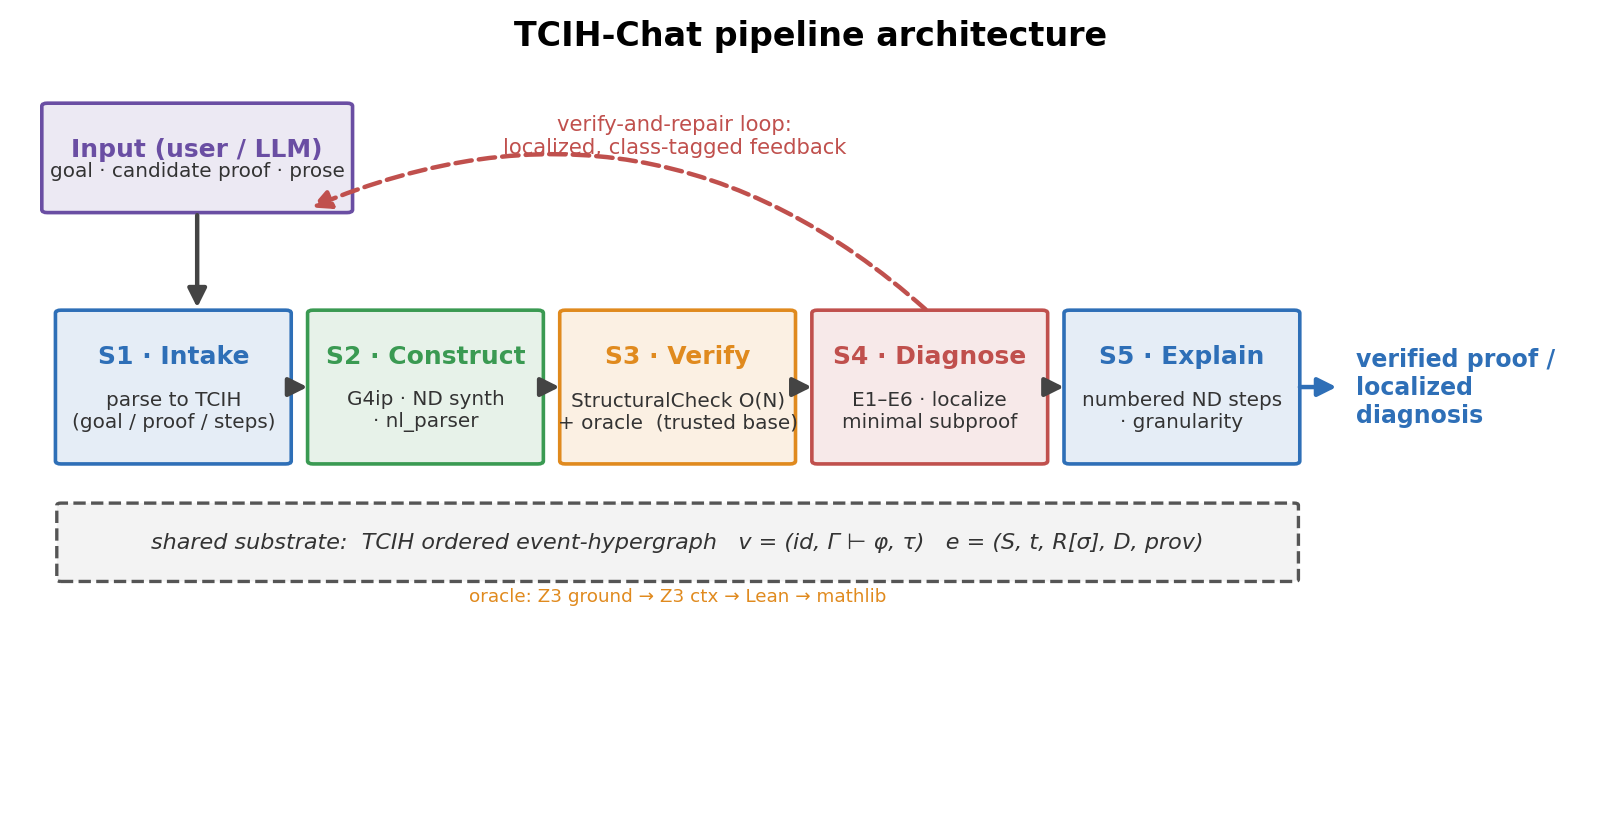 TCIH-Chat pipeline architecture
verify-and-repair loop:
localized, class-tagged feedback
Input (user / LLM)
goal · candidate proof · prose
S1 · Intake
parse to TCIH
(goal / proof / steps)
S2 · Construct
G4ip · ND synth
· nl_parser
S3 · Verify
StructuralCheck O(N)
+ oracle  (trusted base)
S4 · Diagnose
E1–E6 · localize
minimal subproof
S5 · Explain
numbered ND steps
· granularity
verified proof /
localized
diagnosis
shared substrate:  TCIH ordered event-hypergraph   v = (id, Γ ⊢ φ, τ)   e = (S, t, R[σ], D, prov)
oracle: Z3 ground → Z3 ctx → Lean → mathlib